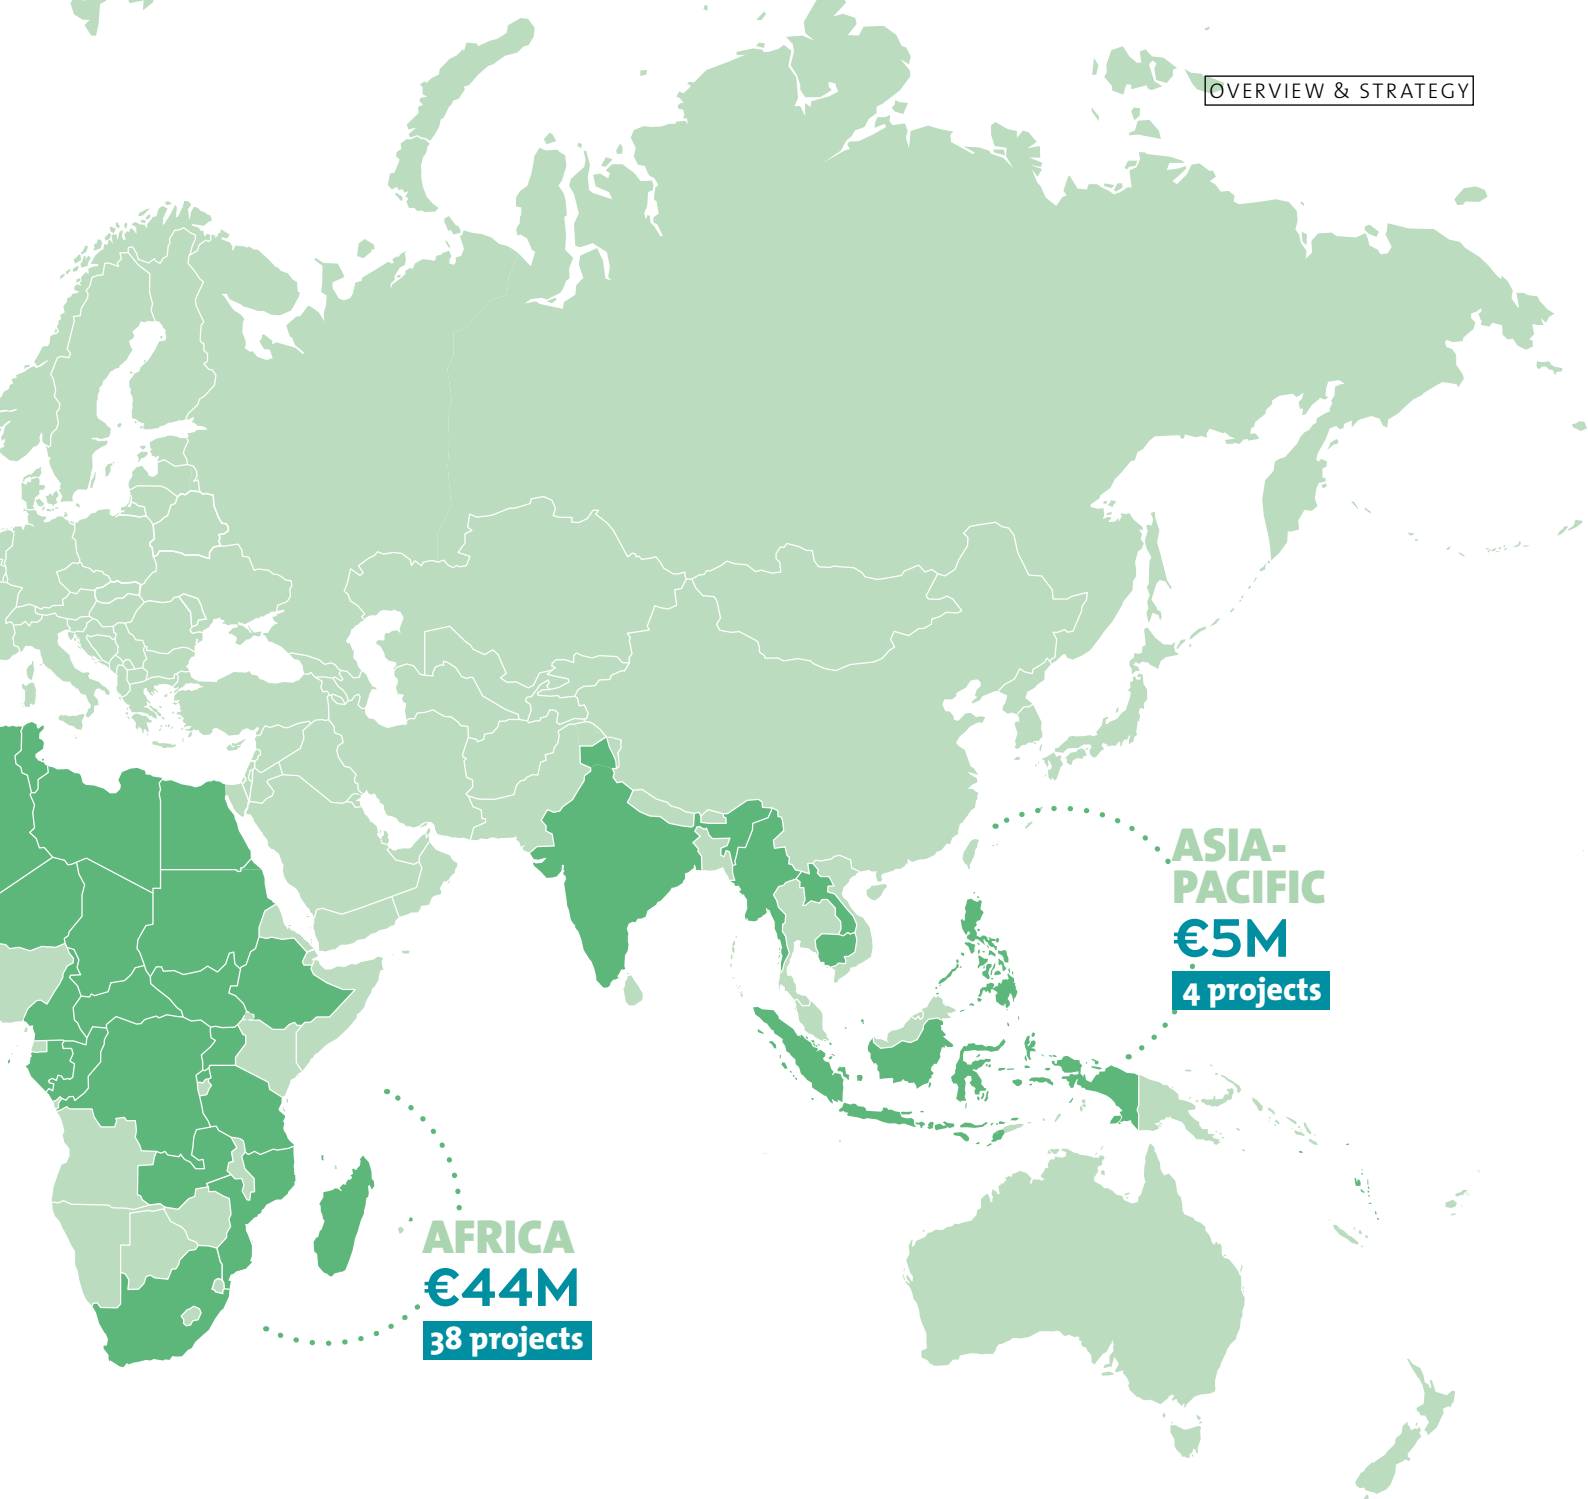 OVERVIEW & STRATEGY
ASIA-
PACIFIC
€5M
4 projects
AFRICA
€44M
38 projects